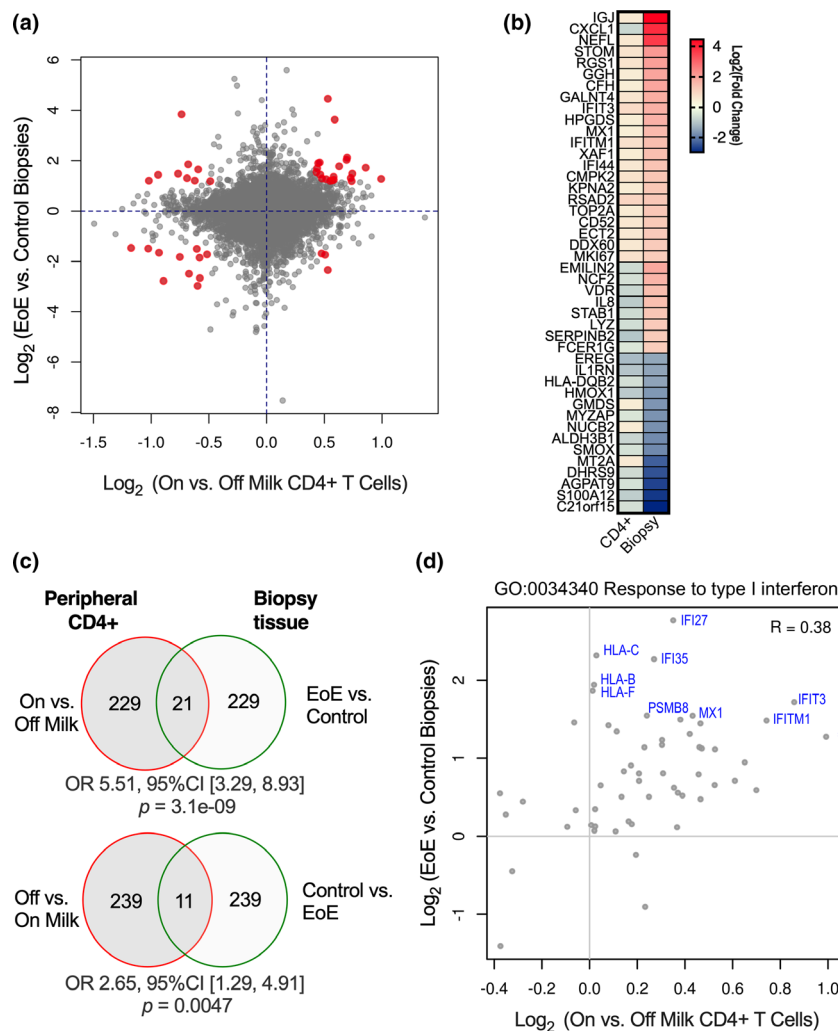 (a)
Log2 (EoE vs. Control Biopsies)
6
4
2
0
-2
-4
-6
-8
-1.5
-1.0
-0.5
0.0
0.5
1.0
Log2 (On vs. Off Milk CD4+ T Cells)
(b)
IGJ
CXCL1
NEFL
STOM
RGS1
GGH
CFH
GALNT4
IFIT3
HPGDS
MX1
IFITM1
XAF1
IFI44
CMPK2
KPNA2
RSAD2
TOP2A
CD52
ECT2
DDX60
MKI67
EMILIN2
NCF2
VDR
IL8
STAB1
LYZ
SERPINB2
FCER1G
EREG
IL1RN
HLA-DQB2
HMOX1
GMDS
MYZAP
NUCB2
ALDH3B1
SMOX
MT2A
DHRS9
AGPAT9
S100A12
C21orf15
CD4+
Biopsy
4
2
0
-2
Log2(Fold Change)
(c)
Peripheral
CD4+
Biopsy
tissue
On vs.
Off Milk
229
21
229
EoE vs.
Control
OR 5.51, 95%CI [3.29, 8.93]
p = 3.1e-09
Off vs.
On Milk
239
11
239
Control vs.
EoE
OR 2.65, 95%CI [1.29, 4.91]
p = 0.0047
(d)
GO:0034340 Response to type I interferon
R = 0.38
IFI27
HLA-C
IFI35
HLA-B
HLA-F
PSMB8
MX1
IFIT3
IFITM1
Log2 (EoE vs. Control Biopsies)
2
1
0
-1
-0.4
-0.2
0.0
0.2
0.4
0.6
0.8
1.0
Log2 (On vs. Off Milk CD4+ T Cells)